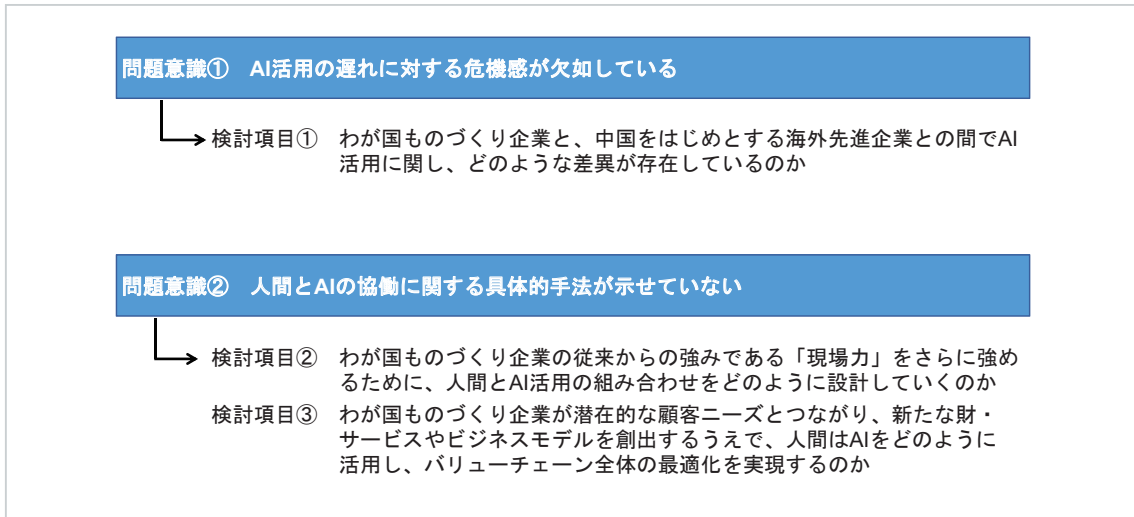 問題意識① AI活用の遅れに対する危機感が欠如している
検討項目① わが国ものづくり企業と、中国をはじめとする海外先進企業との間でAI
活用に関し、どのような差異が存在しているのか
問題意識② 人間とAIの協働に関する具体的手法が示せていない
検討項目② わが国ものづくり企業の従来からの強みである「現場力」をさらに強め
るために、人間とAI活用の組み合わせをどのように設計していくのか
検討項目③ わが国ものづくり企業が潜在的な顧客ニーズとつながり、新たな財・
サービスやビジネスモデルを創出するうえで、人間はAIをどのように
活用し、バリューチェーン全体の最適化を実現するのか